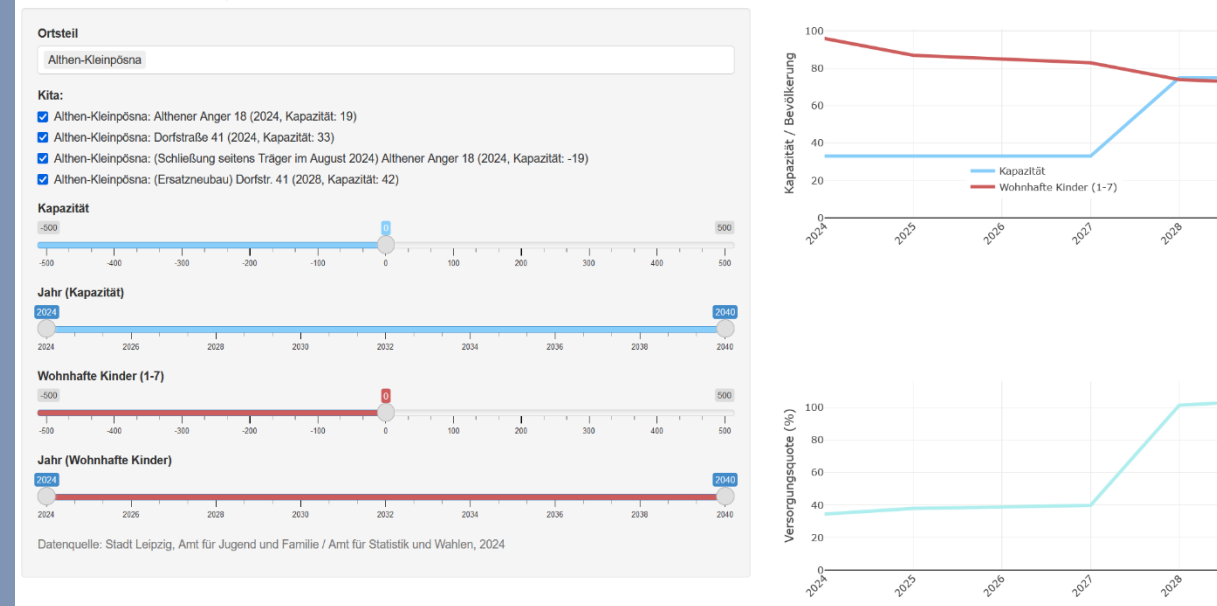 Ortsteil
Althen-Kleinpösna
Kita:
Althen-Kleinpösna: Althener Anger 18 (2024, Kapazität: 19)
Althen-Kleinpösna: Dorfstraße 41 (2024, Kapazität: 33)
Althen-Kleinpösna: (Schließung seitens Träger im August 2024) Althener Anger 18 (2024, Kapazität: -19)
Althen-Kleinpösna: (Ersatzneubau) Dorfstr. 41 (2028, Kapazität: 42)
Kapazität
-500 0 500
-500 -400 -300 -200 -100 0 100 200 300 400 500
Jahr (Kapazität)
2024 2040
2024 2026 2028 2030 2032 2034 2036 2038 2040
Wohnhafte Kinder (1-7)
-500 0 500
-500 -400 -300 -200 -100 0 100 200 300 400 500
Jahr (Wohnhafte Kinder)
2024 2040
2024 2026 2028 2030 2032 2034 2036 2038 2040
Datenquelle: Stadt Leipzig, Amt für Jugend und Familie / Amt für Statistik und Wahlen, 2024
Kapazität / Bevölkerung
100
80
60
40
20
0
Kapazität
Wohnhafte Kinder (1-7)
2024 2025 2026 2027 2028
Versorgungsquote (%)
100
80
60
40
20
0
2024 2025 2026 2027 2028